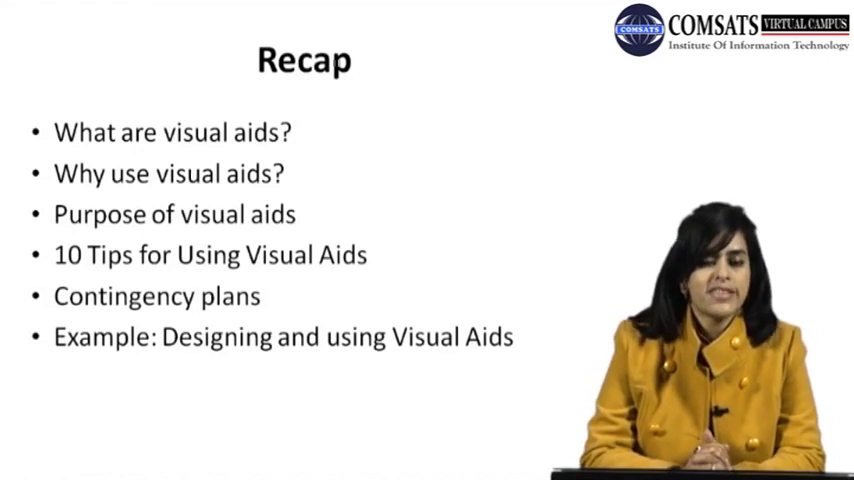 COMSATS
COMSATS VIRTUAL CAMPUS
Institute Of Information Technology
Recap
• What are visual aids?
• Why use visual aids?
• Purpose of visual aids
• 10 Tips for Using Visual Aids
• Contingency plans
• Example: Designing and using Visual Aids